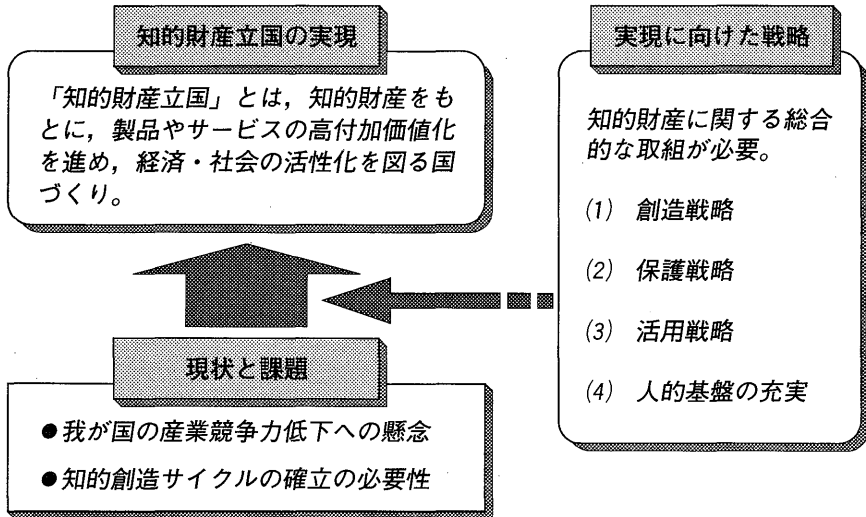 知的財産立国の実現
「知的財産立国」とは，知的財産をも
とに，製品やサービスの高付加価値化
を進め，経済・社会の活性化を図る国
づくり。
現状と課題
●我が国の産業競争力低下への懸念
●知的創造サイクルの確立の必要性
実現に向けた戦略
知的財産に関する総合
的な取組が必要。
(1) 創造戦略
(2) 保護戦略
(3) 活用戦略
(4) 人的基盤の充実